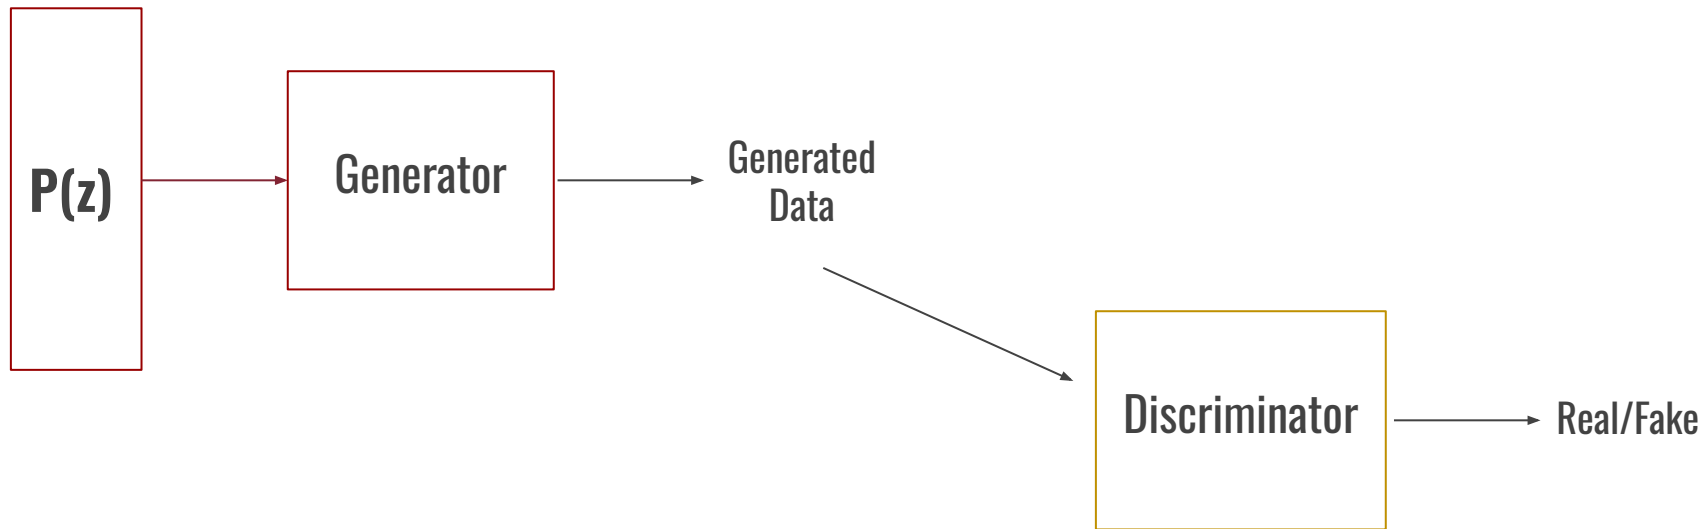 P(z)
Generator
Generated
Data
Discriminator
Real/Fake